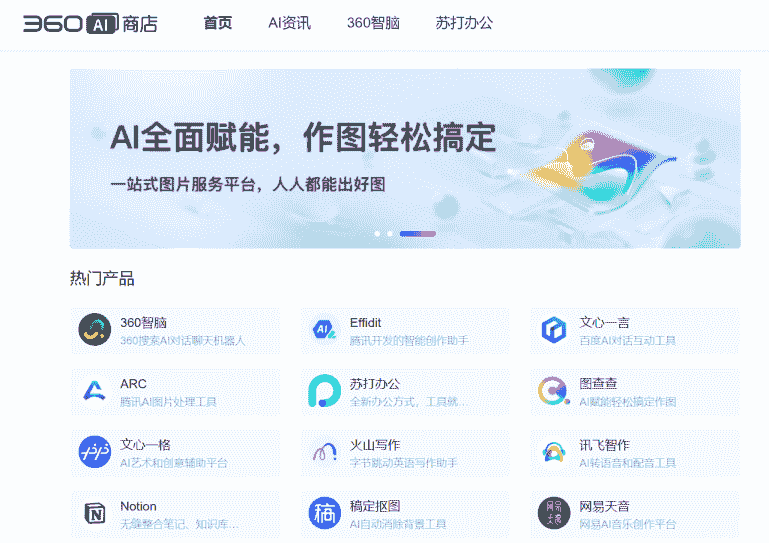 360 AI 商店
首页 AI资讯 360智脑 苏打办公
AI全面赋能，作图轻松搞定
一站式图片服务平台，人人都能出好图
热门产品
360智脑
360搜索AI对话聊天机器人
AI
Effidit
腾讯开发的智能创作助手
文心一言
百度AI对话互动工具
ARC
腾讯AI图片处理工具
苏打办公
全新办公方式，工具就...
图查查
AI赋能轻松搞定作图
文心一格
AI艺术和创意辅助平台
火山写作
字节跳动英语写作助手
讯飞智作
AI转语音和配音工具
N
Notion
无缝整合笔记、知识库...
稿
稿定抠图
AI自动消除背景工具
网易
天音
网易天音
网易AI音乐创作平台